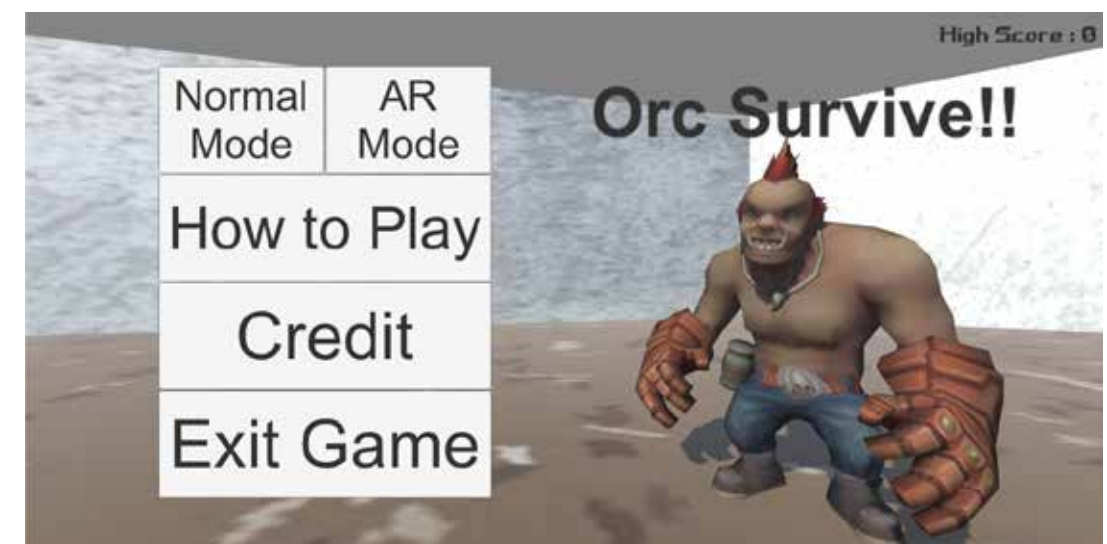 High Score : 0
Orc Survive!!
Normal
Mode
AR
Mode
How to Play
Credit
Exit Game